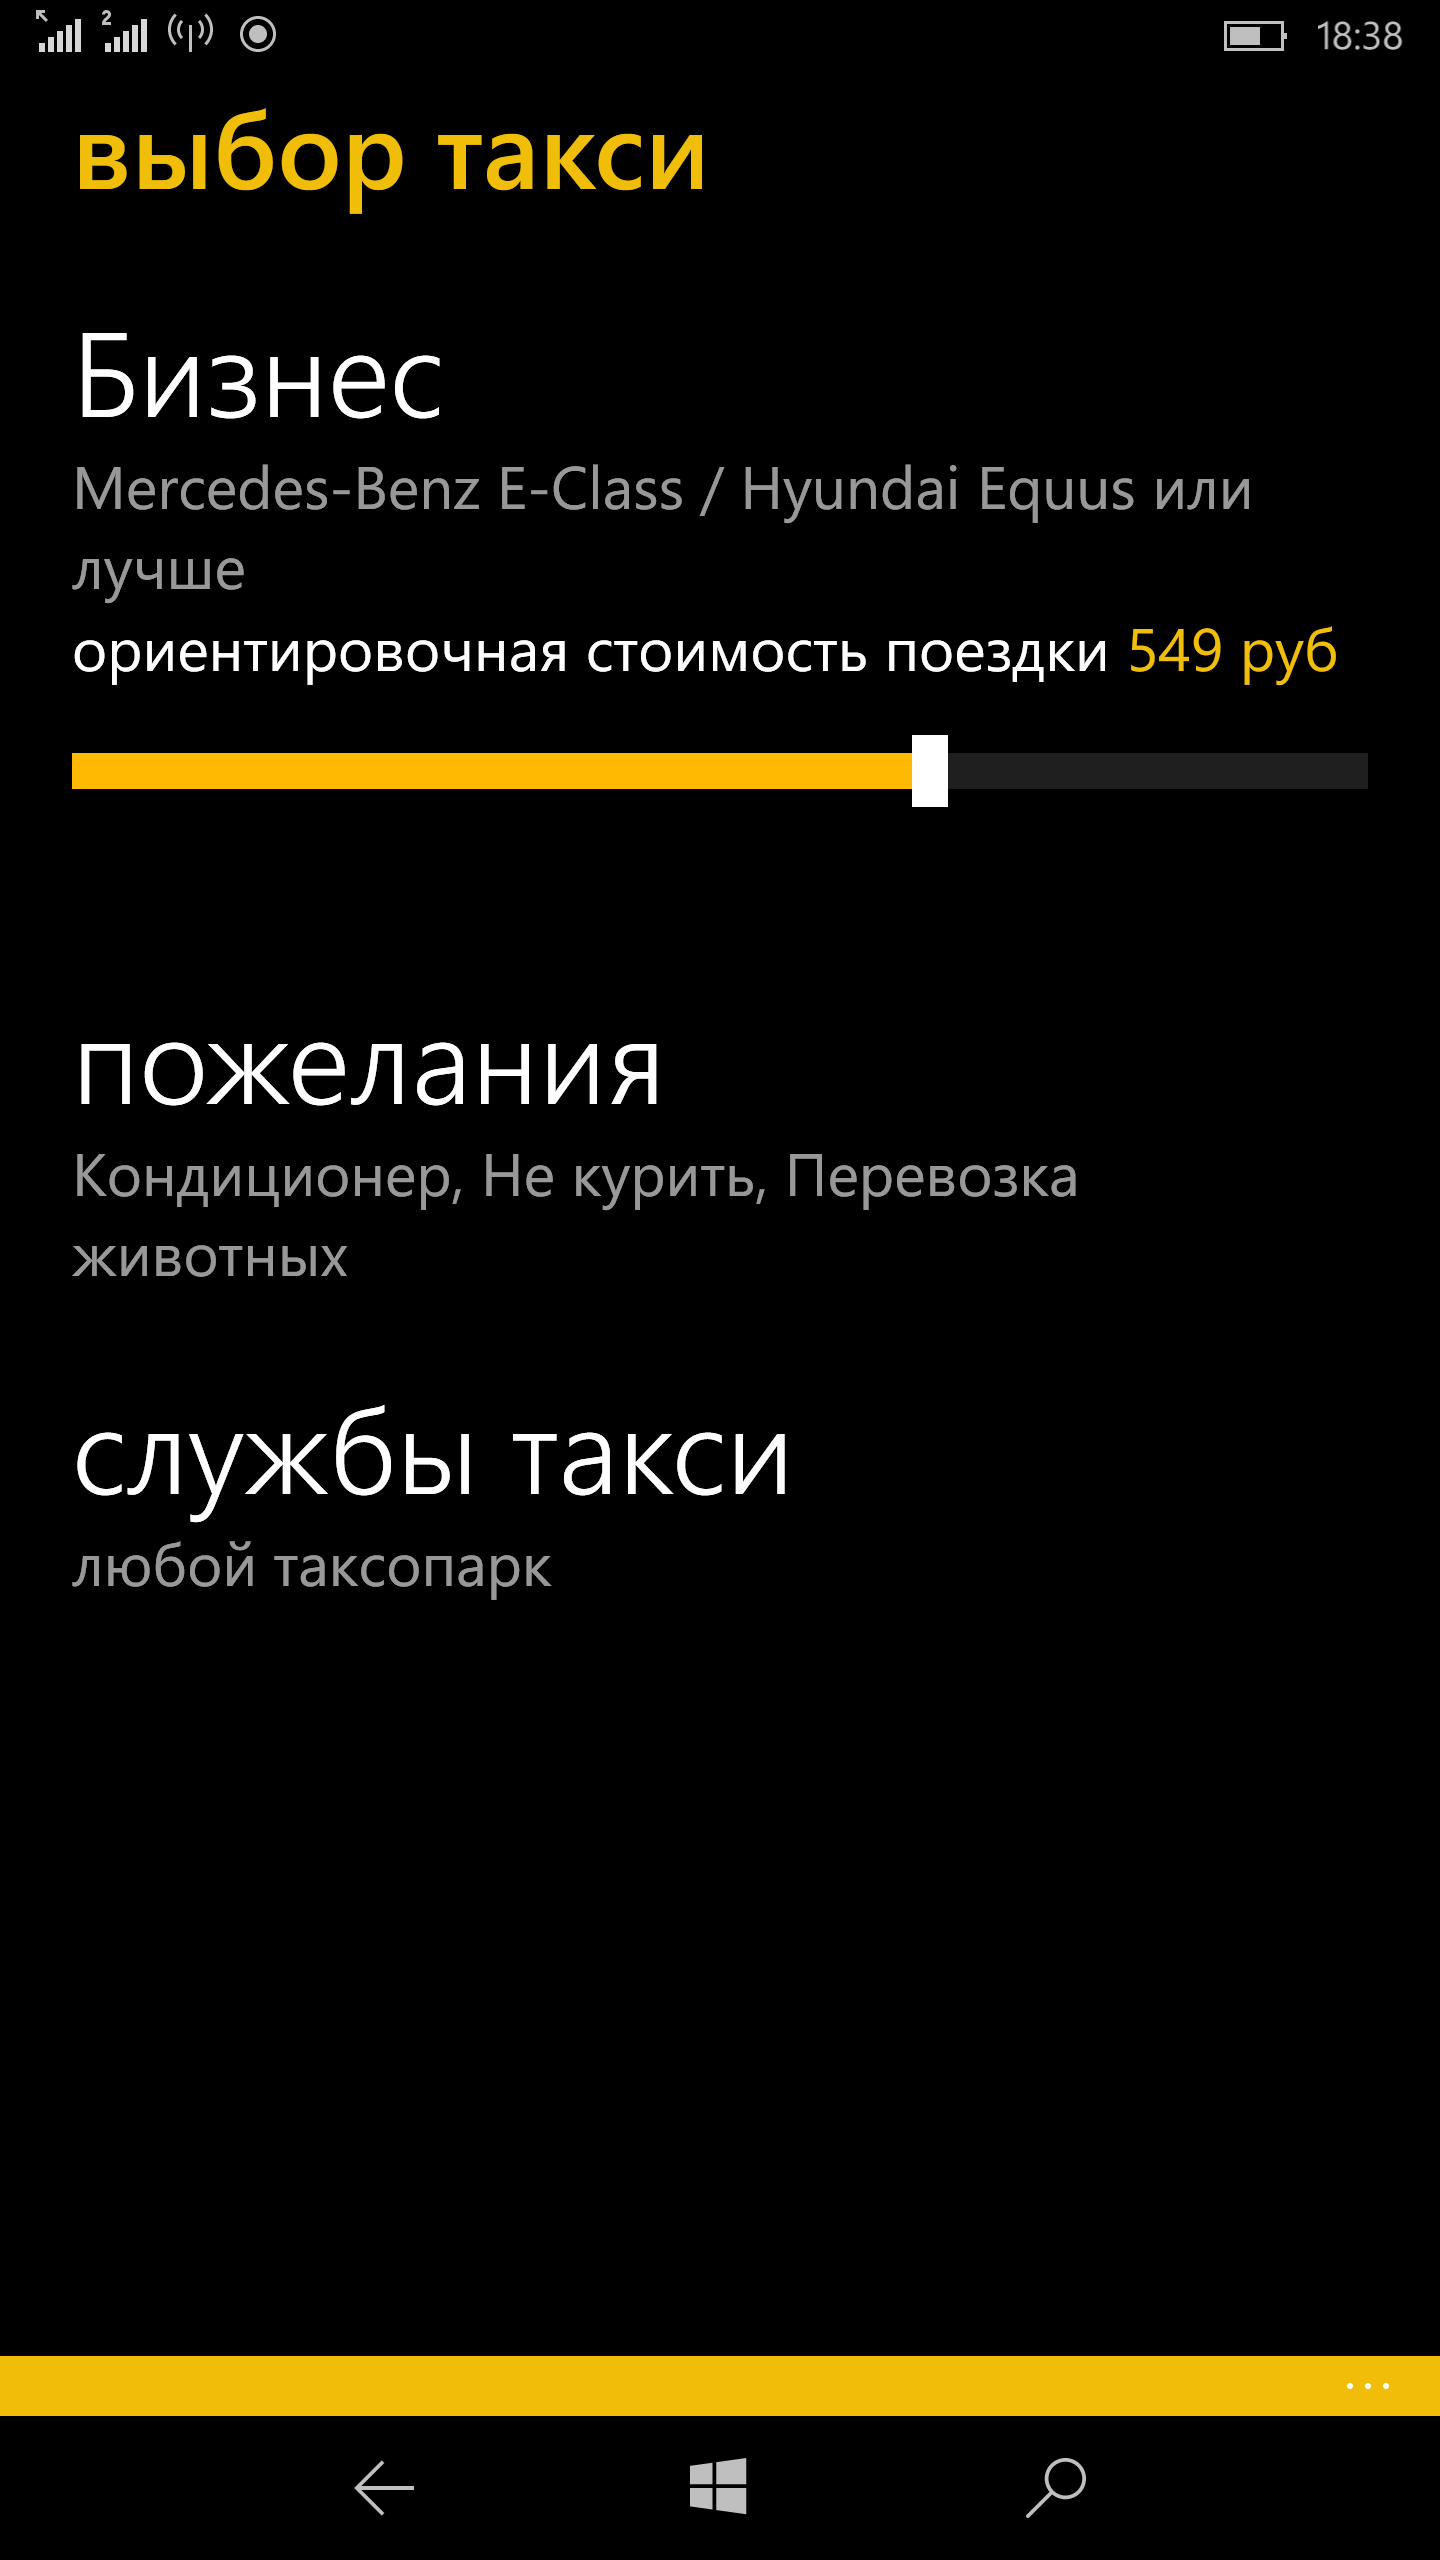 2
18:38
выбор такси
Бизнес
Mercedes-Benz E-Class / Hyundai Equus или
лучше
ориентировочная стоимость поездки 549 руб
пожелания
Кондиционер, Не курить, Перевозка
животных
службы такси
любой таксопарк
...